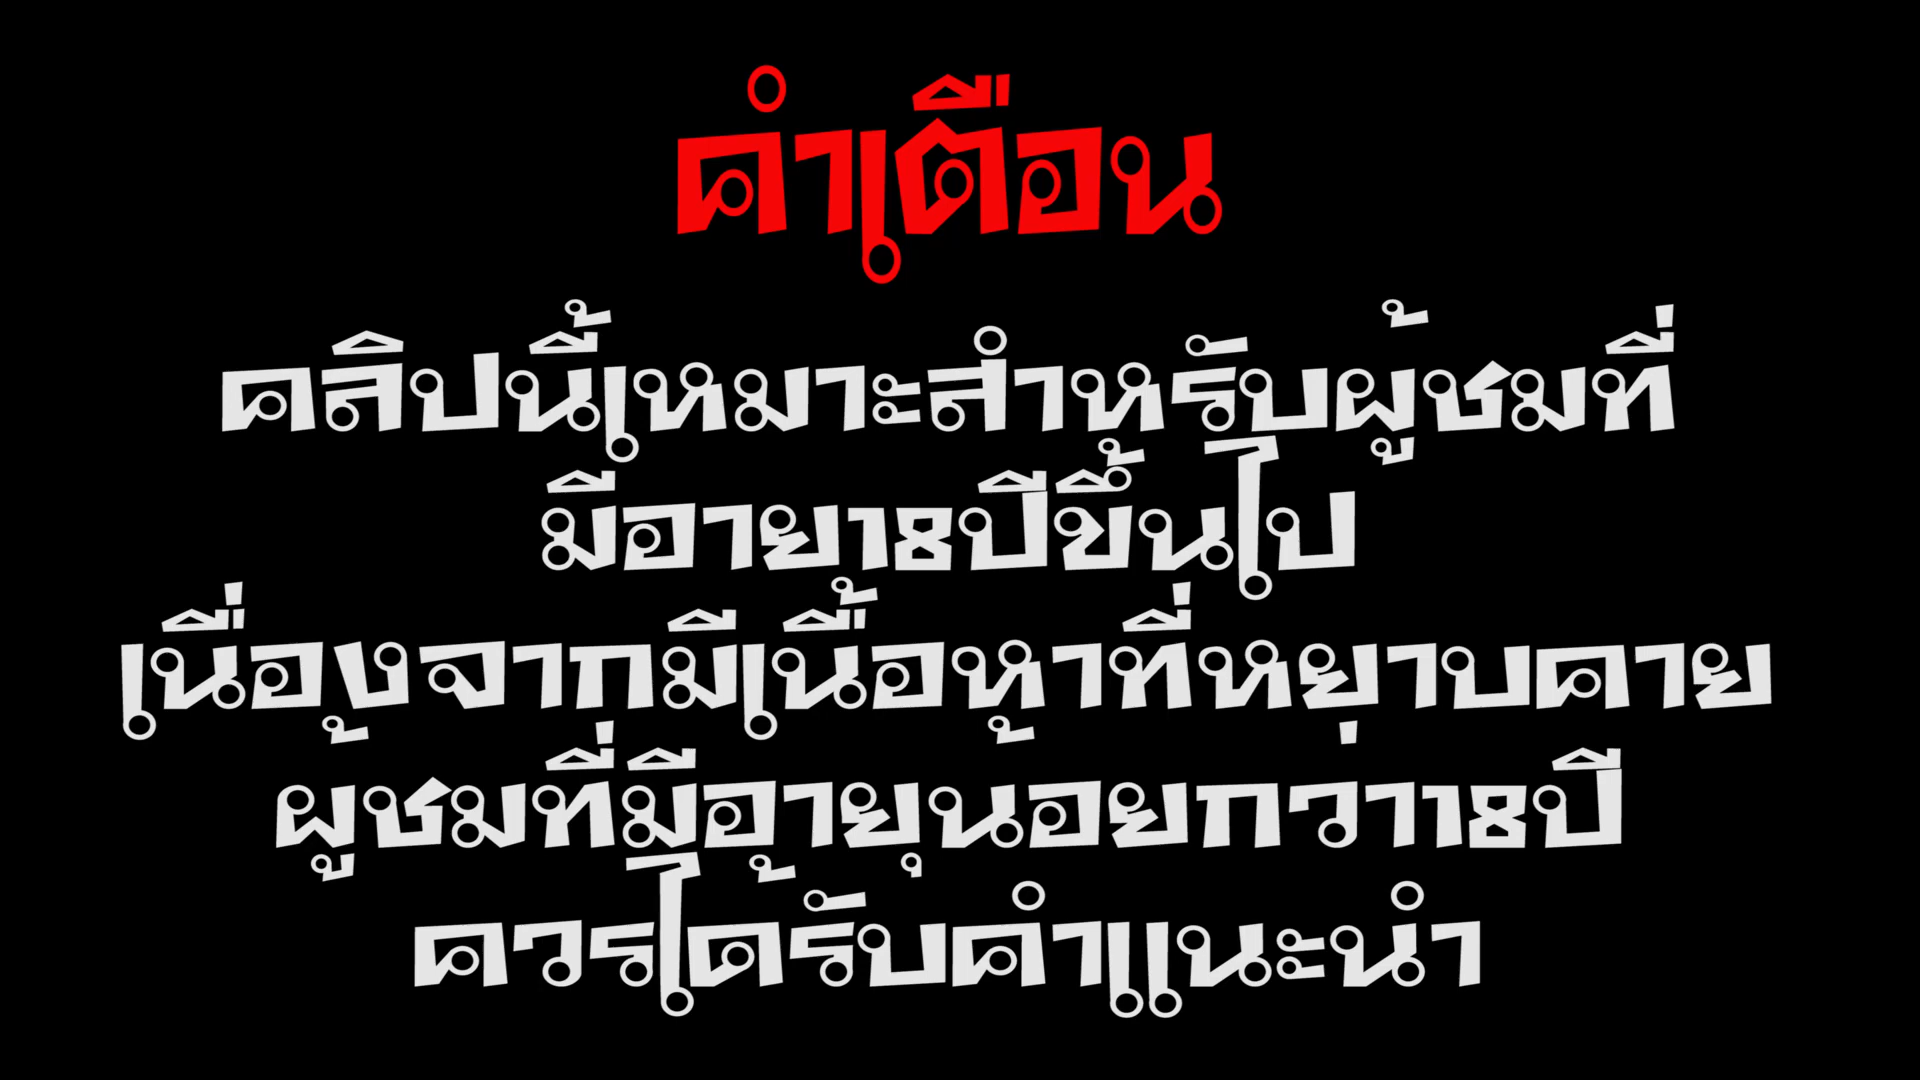 คำเตือน
คลิปนี้เหมาะสำหรับผู้ชมที่
มีอาย18ปีขึ้นไป
เนื่องจากมีเนื้อหาที่หยาบคาย
ผู้ชมที่มีอายุน้อยกว่า18ปี
ควรได้รับคำแนะนำ